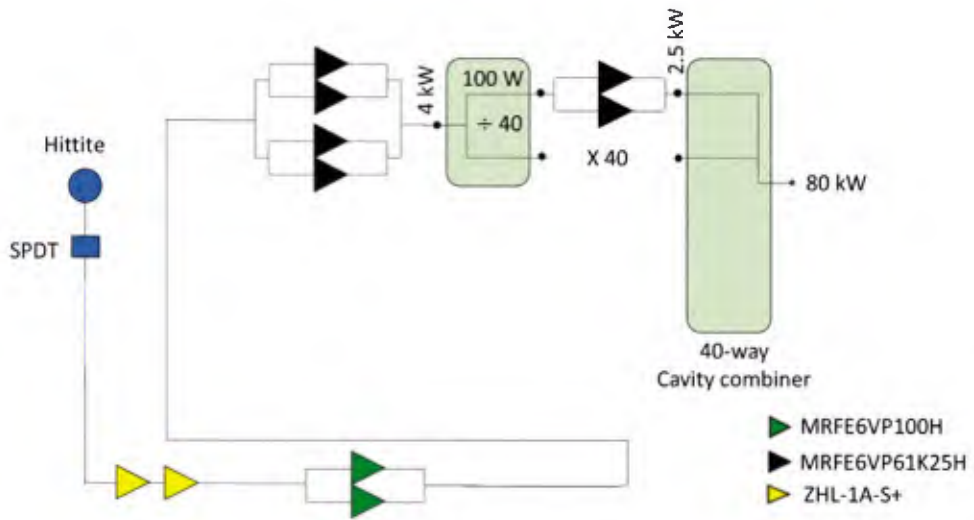 Hittite
SPDT
4 kW
100 W
÷ 40
X 40
2.5 kW
80 kW
40-way
Cavity combiner
MRFE6VP100H
MRFE6VP61K25H
ZHL-1A-S+